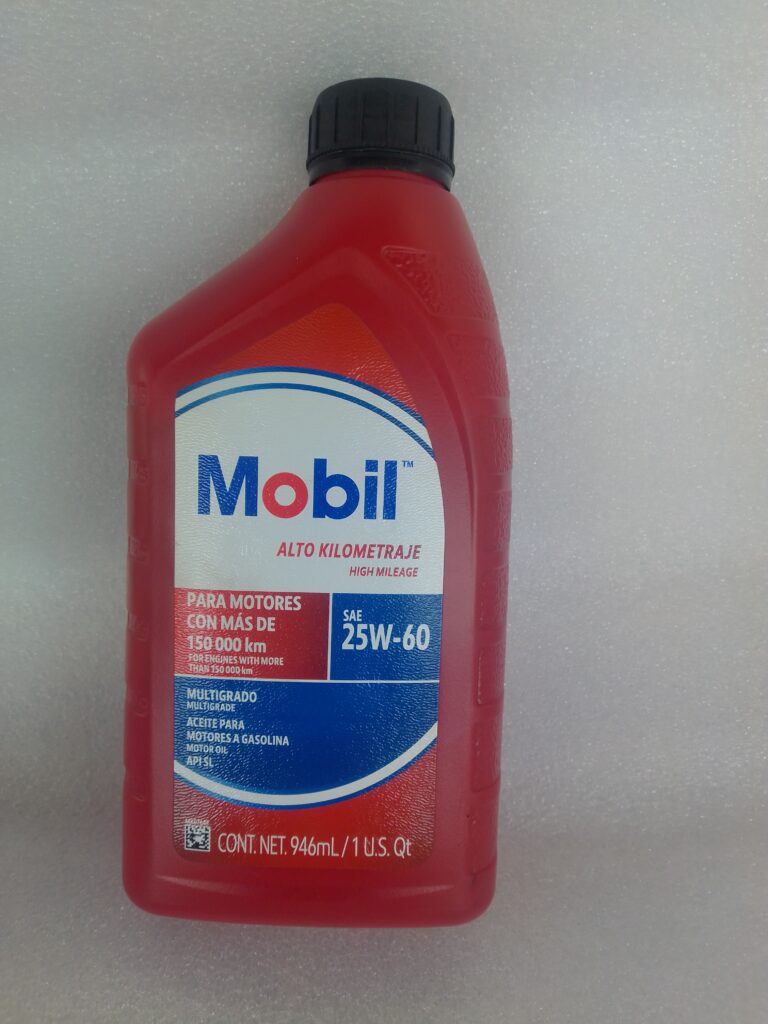 Mobil™
ALTO KILOMETRAJE
HIGH MILEAGE
PARA MOTORES
CON MÁS DE
150 000 km
FOR ENGINES WITH MORE
THAN 150 000 km
SAE
25W-60
MULTIGRADO
MULTIGRADE
ACEITE PARA
MOTORES A GASOLINA
MOTOR OIL
API SL
CONT. NET. 946mL / 1 U.S. Qt